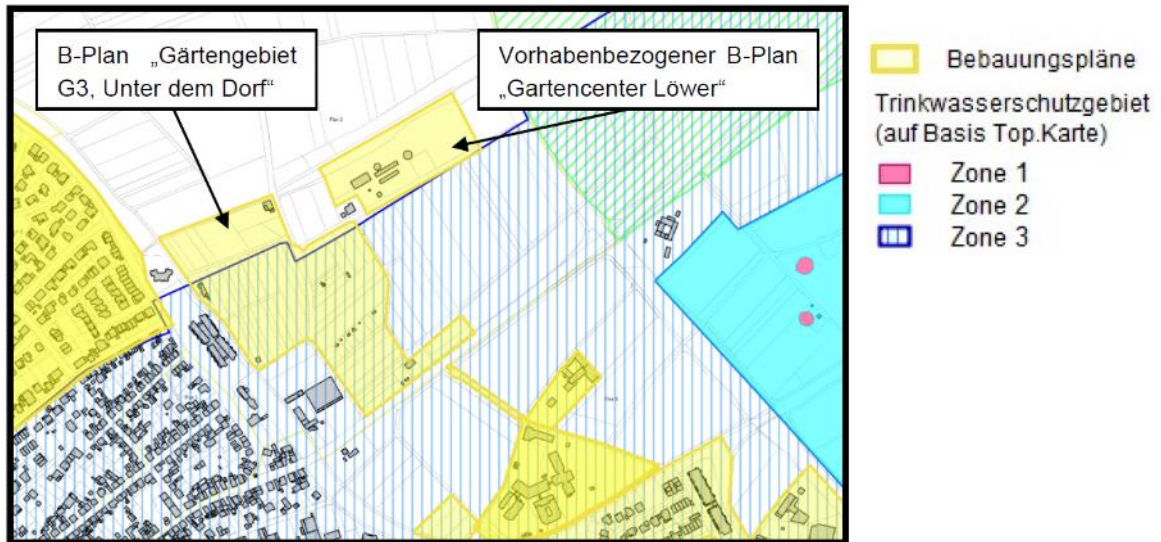 B-Plan „Gärtengebiet
G3, Unter dem Dorf“
Vorhabenbezogener B-Plan
„Gartencenter Löwer“
Bebauungspläne
Trinkwasserschutzgebiet
(auf Basis Top.Karte)
Zone 1
Zone 2
Zone 3